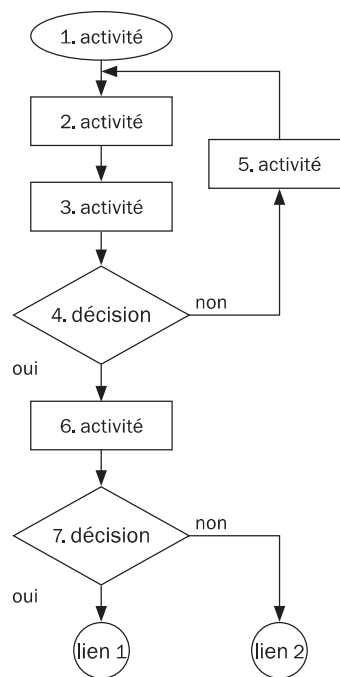 1. activité
2. activité
5. activité
3. activité
4. décision
non
oui
6. activité
7. décision
non
oui
lien 1
lien 2